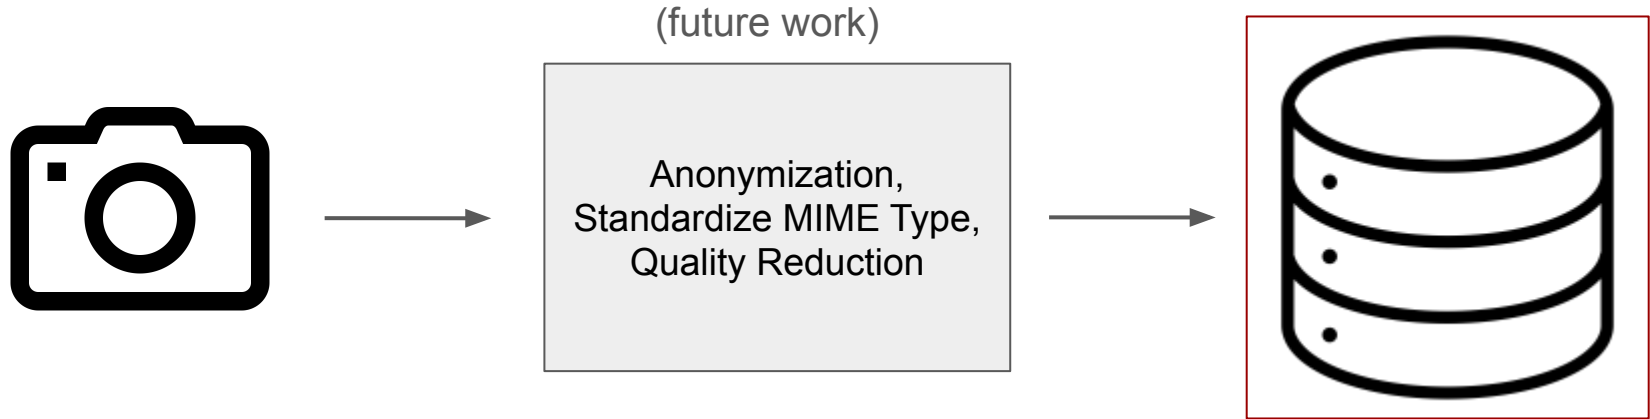 (future work)
Anonymization,
Standardize MIME Type,
Quality Reduction